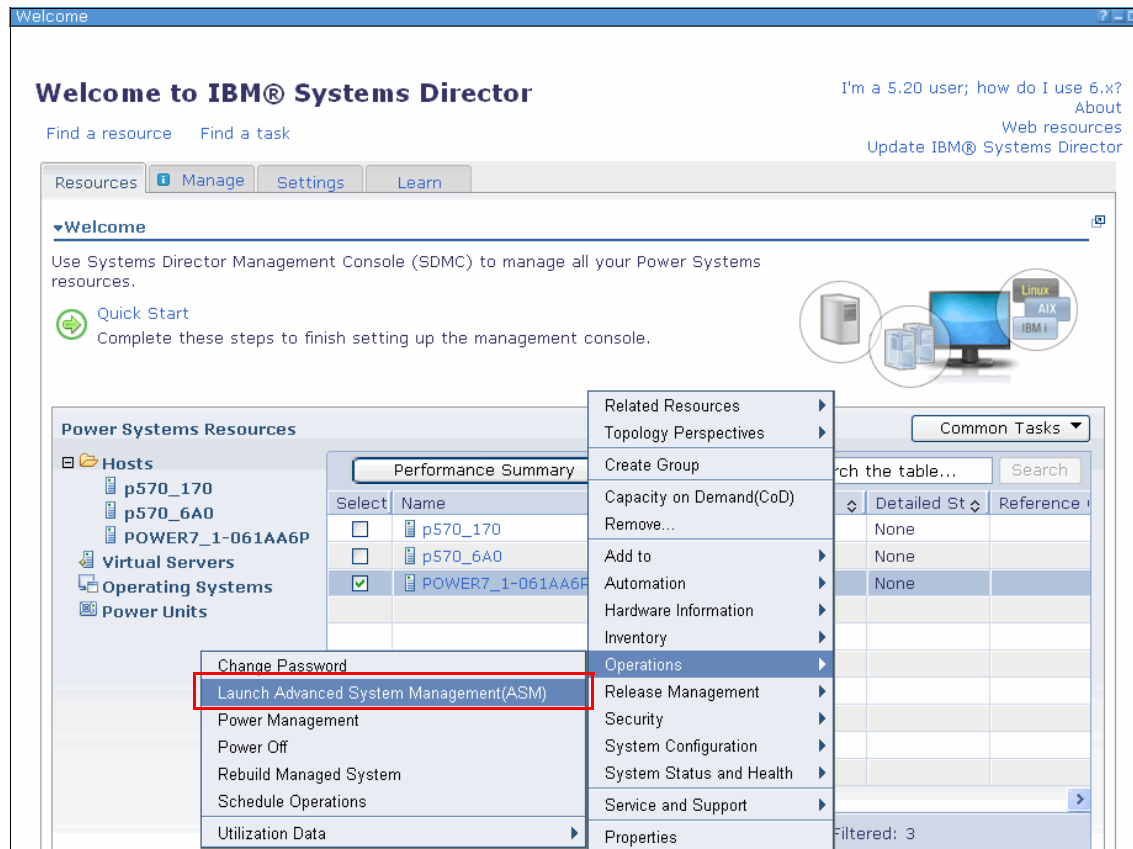 Welcome
Welcome to IBM® Systems Director
I'm a 5.20 user; how do I use 6.x?
About
Web resources
Update IBM® Systems Director
Find a resource Find a task
Resources Manage Settings Learn
Welcome
Use Systems Director Management Console (SDMC) to manage all your Power Systems
resources.
Quick Start
Complete these steps to finish setting up the management console.
Linux
AIX
IBM i
Power Systems Resources
Common Tasks
Hosts
p570_170
p570_6A0
POWER7_1-061AA6P
Virtual Servers
Operating Systems
Power Units
Performance Summary
rch the table... Search
Select Name Detailed St Reference
p570_170 None
p570_6A0 None
POWER7_1-061AA6P None
Related Resources
Topology Perspectives
Create Group
Capacity on Demand(CoD)
Remove...
Add to
Automation
Hardware Information
Inventory
Operations
Release Management
Security
System Configuration
System Status and Health
Service and Support
Properties
Change Password
Launch Advanced System Management(ASM)
Power Management
Power Off
Rebuild Managed System
Schedule Operations
Utilization Data
Filtered: 3